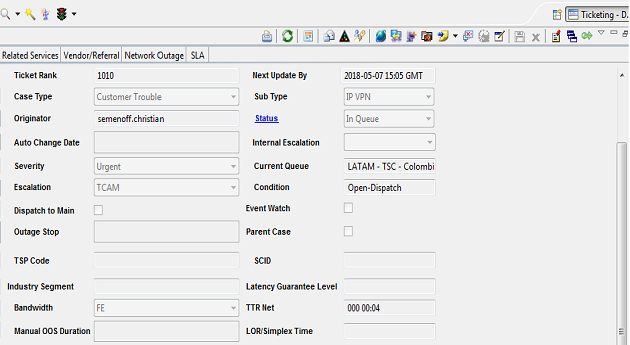 Ticketing - D...
Related Services Vendor/Referral Network Outage SLA
Ticket Rank 1010 Next Update By 2018-05-07 15:05 GMT
Case Type Customer Trouble Sub Type IP VPN
Originator semenoff.christian Status In Queue
Auto Change Date Internal Escalation
Severity Urgent Current Queue LATAM - TSC - Colombi
Escalation TCAM Condition Open-Dispatch
Dispatch to Main Event Watch
Outage Stop Parent Case
TSP Code SCID
Industry Segment Latency Guarantee Level
Bandwidth FE TTR Net 000 00:04
Manual OOS Duration LOR/Simplex Time